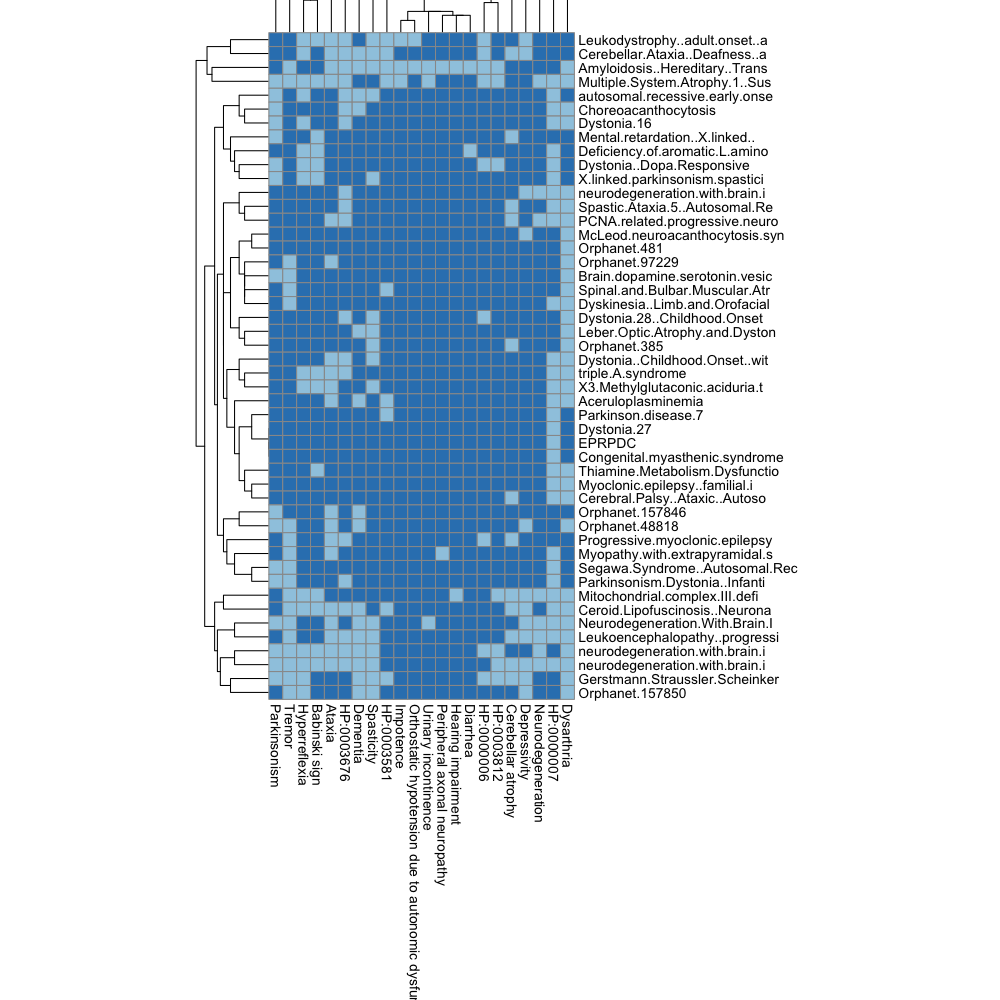 Leukodystrophy..adult.onset..a
Cerebellar.Ataxia..Deafness..a
Amyloidosis..Hereditary..Trans
Multiple.System.Atrophy.1..Sus
autosomal.recessive.early.onse
Choreoacanthocytosis
Dystonia.16
Mental.retardation..X.linked..
Deficiency.of.aromatic.L.amino
Dystonia..Dopa.Responsive
X.linked.parkinsonism.spastici
neurodegeneration.with.brain.i
Spastic.Ataxia.5..Autosomal.Re
PCNA.related.progressive.neuro
McLeod.neuroacanthocytosis.syn
Orphanet.481
Orphanet.97229
Brain.dopamine.serotonin.vesic
Spinal.and.Bulbar.Muscular.Atr
Dyskinesia..Limb.and.Orofacial
Dystonia.28..Childhood.Onset
Leber.Optic.Atrophy.and.Dyston
Orphanet.385
Dystonia..Childhood.Onset..wit
triple.A.syndrome
X3.Methylglutaconic.aciduria.t
Aceruloplasminemia
Parkinson.disease.7
Dystonia.27
EPRPDC
Congenital.myasthenic.syndrome
Thiamine.Metabolism.Dysfunctio
Myoclonic.epilepsy..familial.i
Cerebral.Palsy..Ataxic..Autoso
Orphanet.157846
Orphanet.48818
Progressive.myoclonic.epilepsy
Myopathy.with.extrapyramidal.s
Segawa.Syndrome..Autosomal.Rec
Parkinsonism.Dystonia..Infanti
Mitochondrial.complex.III.defi
Ceroid.Lipofuscinosis..Neurona
Neurodegeneration.With.Brain.I
Leukoencephalopathy..progressi
neurodegeneration.with.brain.i
neurodegeneration.with.brain.i
Gerstmann.Straussler.Scheinker
Orphanet.157850
Parkinsonism
Tremor
Hyperreflexia
Babinski sign
Ataxia
HP:0003676
Dementia
Spasticity
HP:0003581
Impotence
Orthostatic hypotension due to autonomic dysfur
Urinary incontinence
Peripheral axonal neuropathy
Hearing impairment
Diarrhea
HP:0000006
HP:0003812
Cerebellar atrophy
Depressivity
Neurodegeneration
HP:0000007
Dysarthria